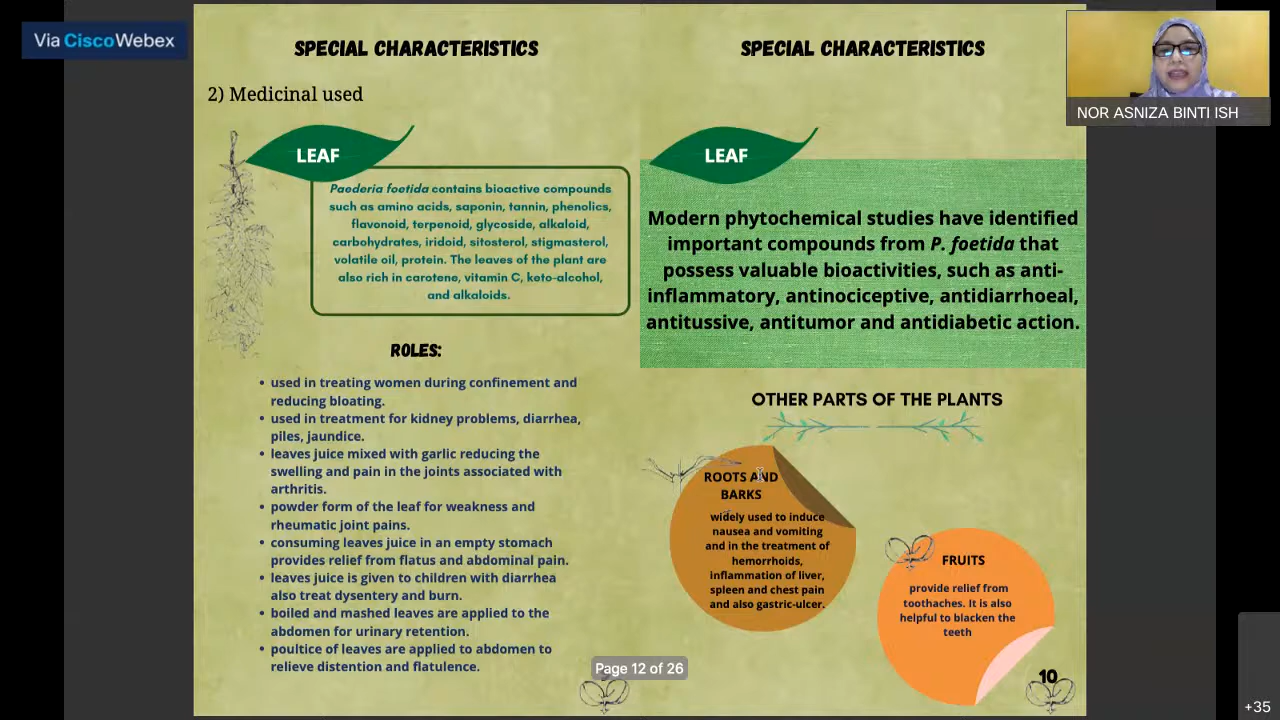 Via Cisco Webex
SPECIAL CHARACTERISTICS
2) Medicinal used
LEAF
Paederia foetida contains bioactive compounds
such as amino acids, saponin, tannin, phenolics,
flavonoid, terpenoid, glycoside, alkaloid,
carbohydrates, iridoid, sitosterol, stigmasterol,
volatile oil, protein. The leaves of the plant are
also rich in carotene, vitamin C, keto-alcohol,
and alkaloids.
ROLES:
• used in treating women during confinement and
reducing bloating.
• used in treatment for kidney problems, diarrhea,
piles, jaundice.
• leaves juice mixed with garlic reducing the
swelling and pain in the joints associated with
arthritis.
• powder form of the leaf for weakness and
rheumatic joint pains.
• consuming leaves juice in an empty stomach
provides relief from flatus and abdominal pain.
• leaves juice is given to children with diarrhea
also treat dysentery and burn.
• boiled and mashed leaves are applied to the
abdomen for urinary retention.
• poultice of leaves are applied to abdomen to
relieve distention and flatulence.
SPECIAL CHARACTERISTICS
LEAF
Modern phytochemical studies have identified
important compounds from P. foetida that
possess valuable bioactivities, such as anti-
inflammatory, antinociceptive, antidiarrhoeal,
antitussive, antitumor and antidiabetic action.
OTHER PARTS OF THE PLANTS
ROOTS AND
BARKS
widely used to induce
nausea and vomiting
and in the treatment of
hemorrhoids,
inflammation of liver,
spleen and chest pain
and also gastric-ulcer.
FRUITS
provide relief from
toothaches. It is also
helpful to blacken the
teeth
10
Page 12 of 26
NOR ASNIZA BINTI ISH
+35